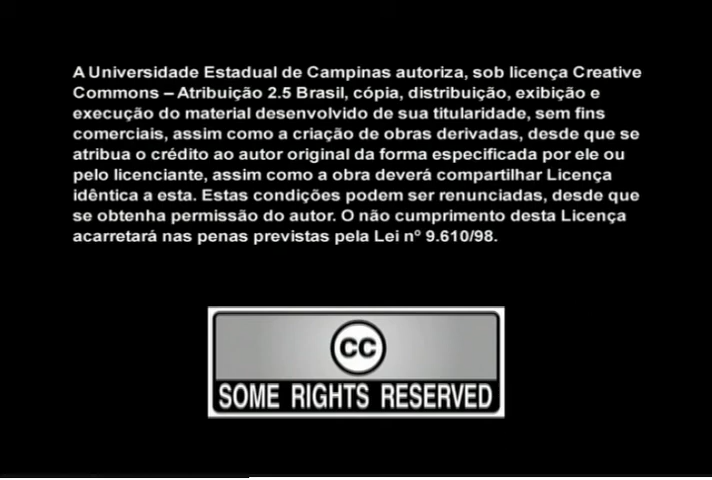 A Universidade Estadual de Campinas autoriza, sob licença Creative
Commons – Atribuição 2.5 Brasil, cópia, distribuição, exibição e
execução do material desenvolvido de sua titularidade, sem fins
comerciais, assim como a criação de obras derivadas, desde que se
atribua o crédito ao autor original da forma especificada por ele ou
pelo licenciante, assim como a obra deverá compartilhar Licença
idêntica a esta. Estas condições podem ser renunciadas, desde que
se obtenha permissão do autor. O não cumprimento desta Licença
acarretará nas penas previstas pela Lei nº 9.610/98.
CC
SOME RIGHTS RESERVED